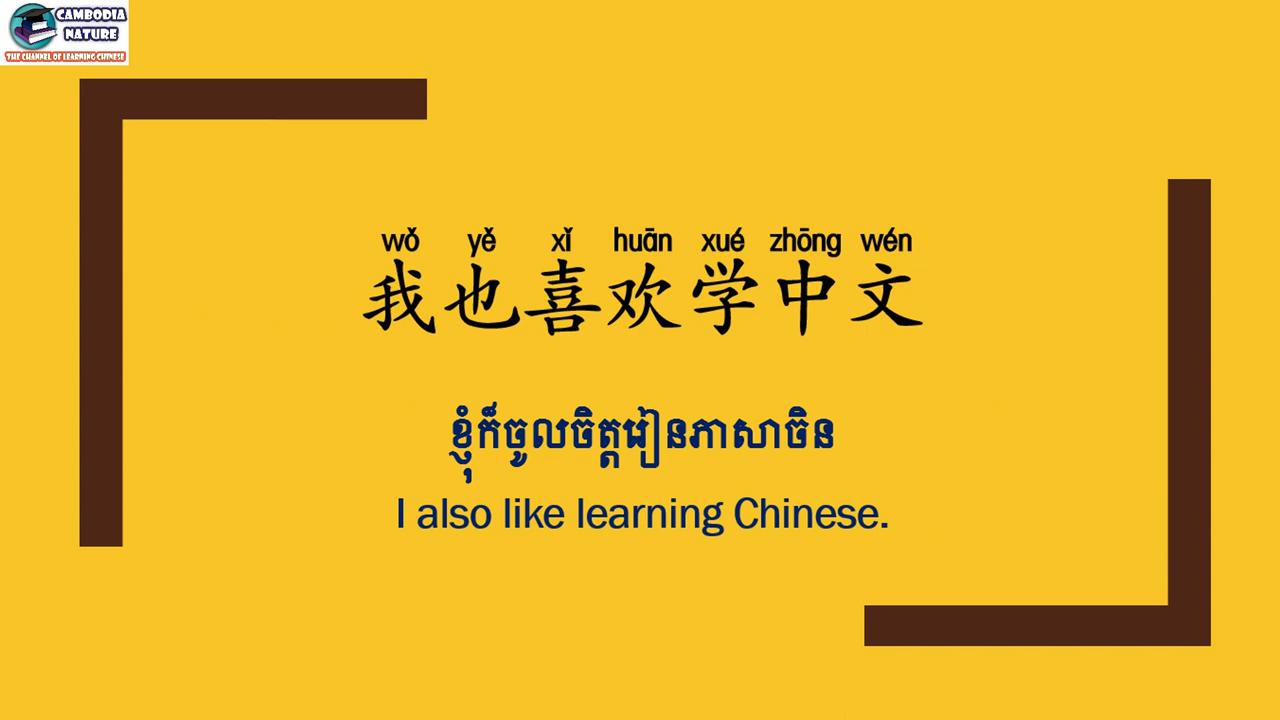 CAMBODIA
NATURE
THE CHANNEL OF LEARNING CHINESE
wǒ yě xǐ huān xué zhōng wén
我也喜欢学中文
ខ្ញុំក៏ចូលចិត្តរៀនភាសាចិន
I also like learning Chinese.